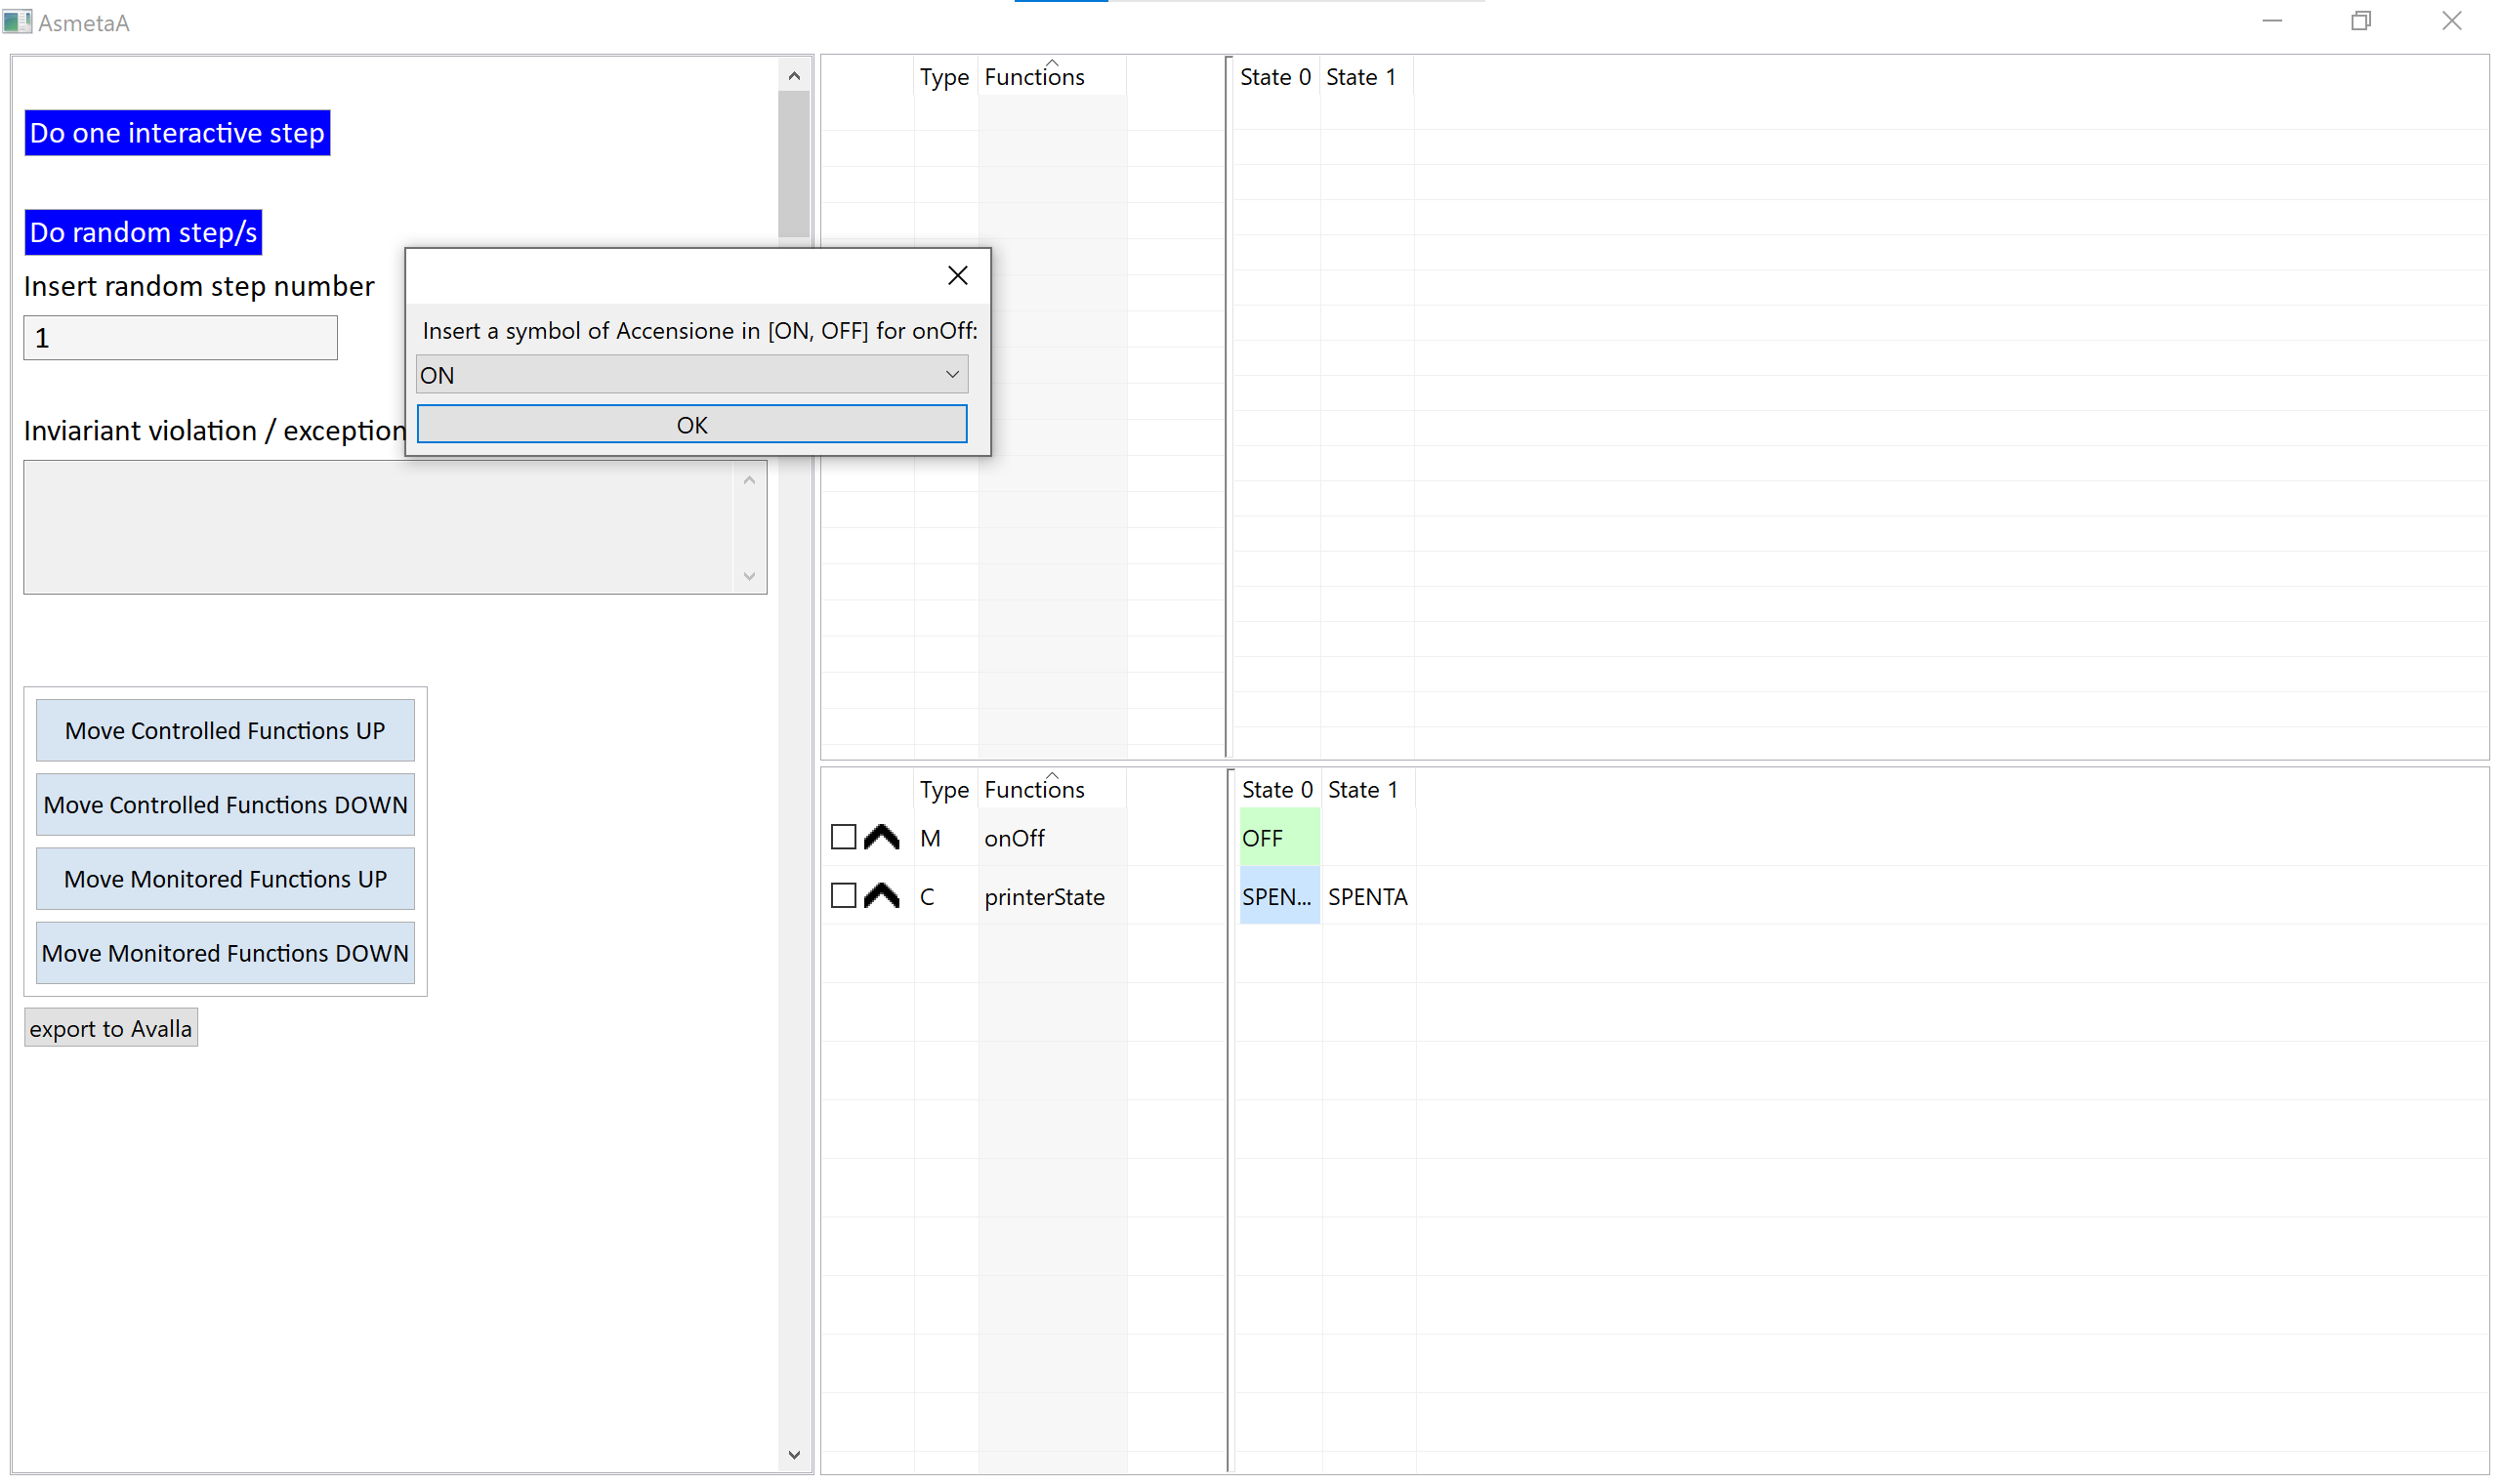 AsmetaA
Do one interactive step
Do random step/s
Insert random step number
1
Inviariant violation / exception
Move Controlled Functions UP
Move Controlled Functions DOWN
Move Monitored Functions UP
Move Monitored Functions DOWN
export to Avalla
Insert a symbol of Accensione in [ON, OFF] for onOff:
ON
OK
Type Functions State 0 State 1
Type Functions State 0 State 1
M onOff OFF
C printerState SPEN... SPENTA